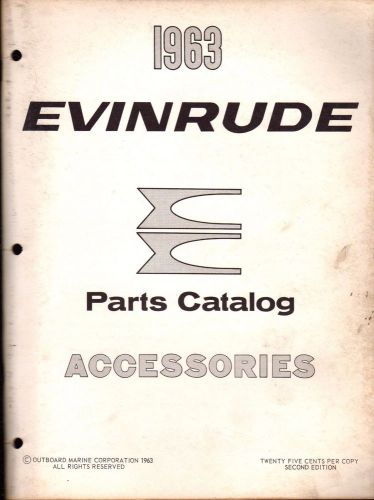 1963
EVINRUDE
Parts Catalog
ACCESSORIES
© OUTBOARD MARINE CORPORATION 1963
ALL RIGHTS RESERVED
TWENTY FIVE CENTS PER COPY
SECOND EDITION